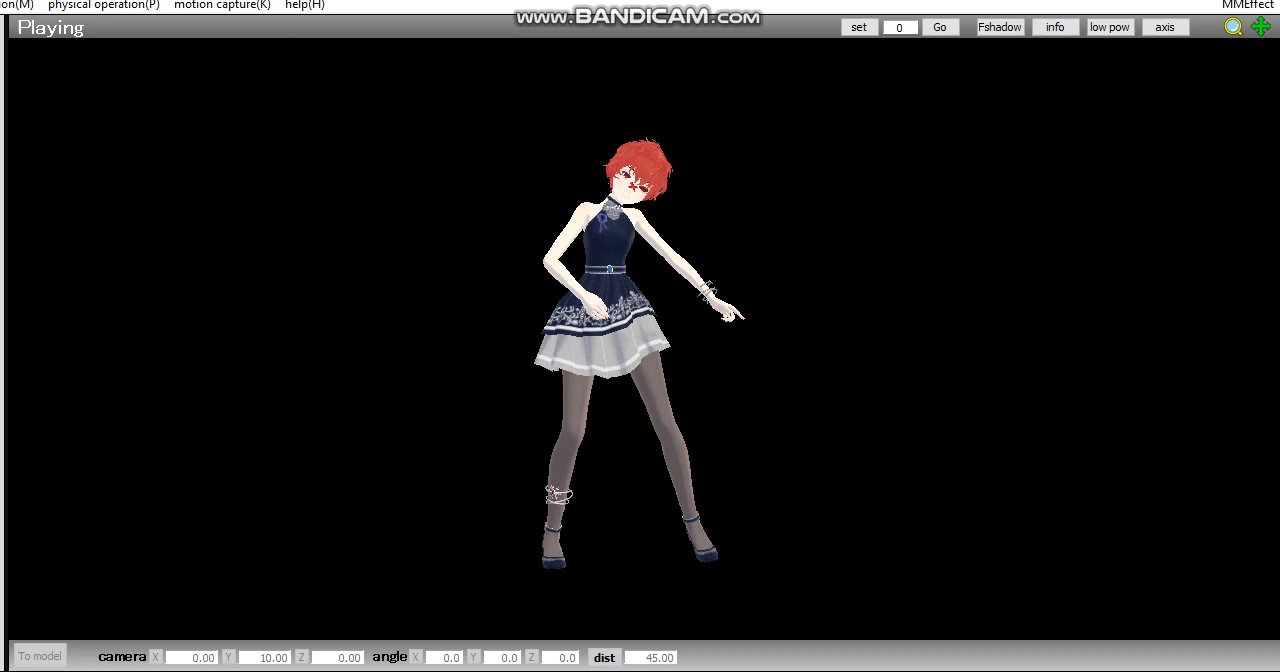 on(M) physical operation(P) motion capture(K) help(H) MMEffect
www.BANDICAM.com
Playing set 0 Go Fshadow info low pow axis
To model camera X 0.00 Y 10.00 Z 0.00 angle X 0.0 Y 0.0 Z 0.0 dist 45.00